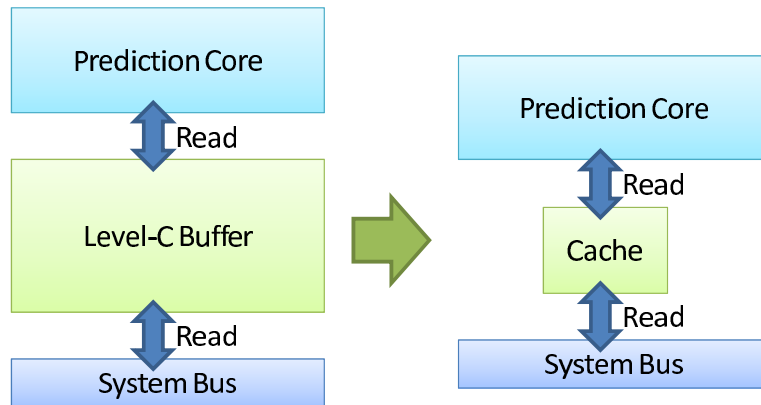 Prediction Core
Read
Level-C Buffer
Read
System Bus
Prediction Core
Read
Cache
Read
System Bus